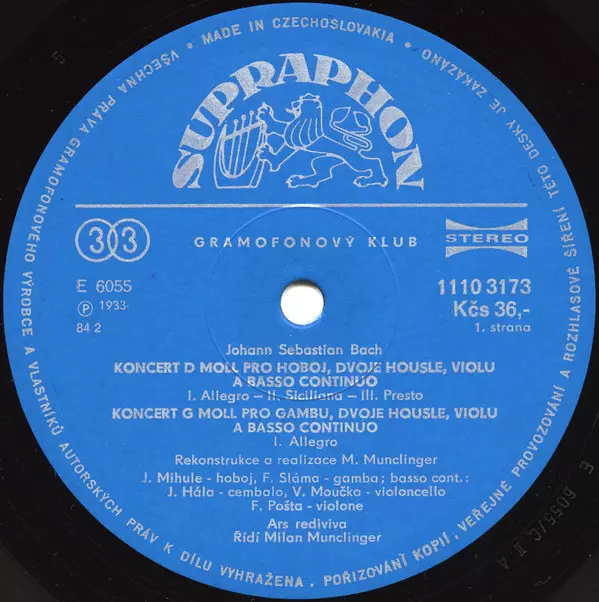 VŠECHNA PRÁVA GRAMOFONOVÉHO VÝROBCE A VLASTNÍKŮ AUTORSKÝCH PRÁV K DÍLU VYHRAŽENA . POŘIZOVÁNÍ KOPIÍ, VEŘEJNÉ PROVOZOVÁNÍ A ROZHLASOVÉ ŠÍŘENÍ TÉTO DESKY JE ZAKÁZÁNO
• MADE IN CZECHOSLOVAKIA •
SUPRAPHON
33
GRAMOFONOVÝ KLUB
STEREO
E 6055
Ⓟ 1933
84 2
1110 3173
Kčs 36,-
1. strana
Johann Sebastian Bach
KONCERT D MOLL PRO HOBOJ, DVOJE HOUSLE, VIOLU
A BASSO CONTINUO
I. Allegro – II. Siciliana – III. Presto
KONCERT G MOLL PRO GAMBU, DVOJE HOUSLE, VIOLU
A BASSO CONTINUO
I. Allegro
Rekonstrukce a realizace M. Munclinger
J. Mihule - hoboj, F. Sláma - gamba; basso cont.:
J. Hála - cembalo, V. Moučka - violoncello
F. Pošta - violone
Ars rediviva
Řídí Milan Munclinger
5